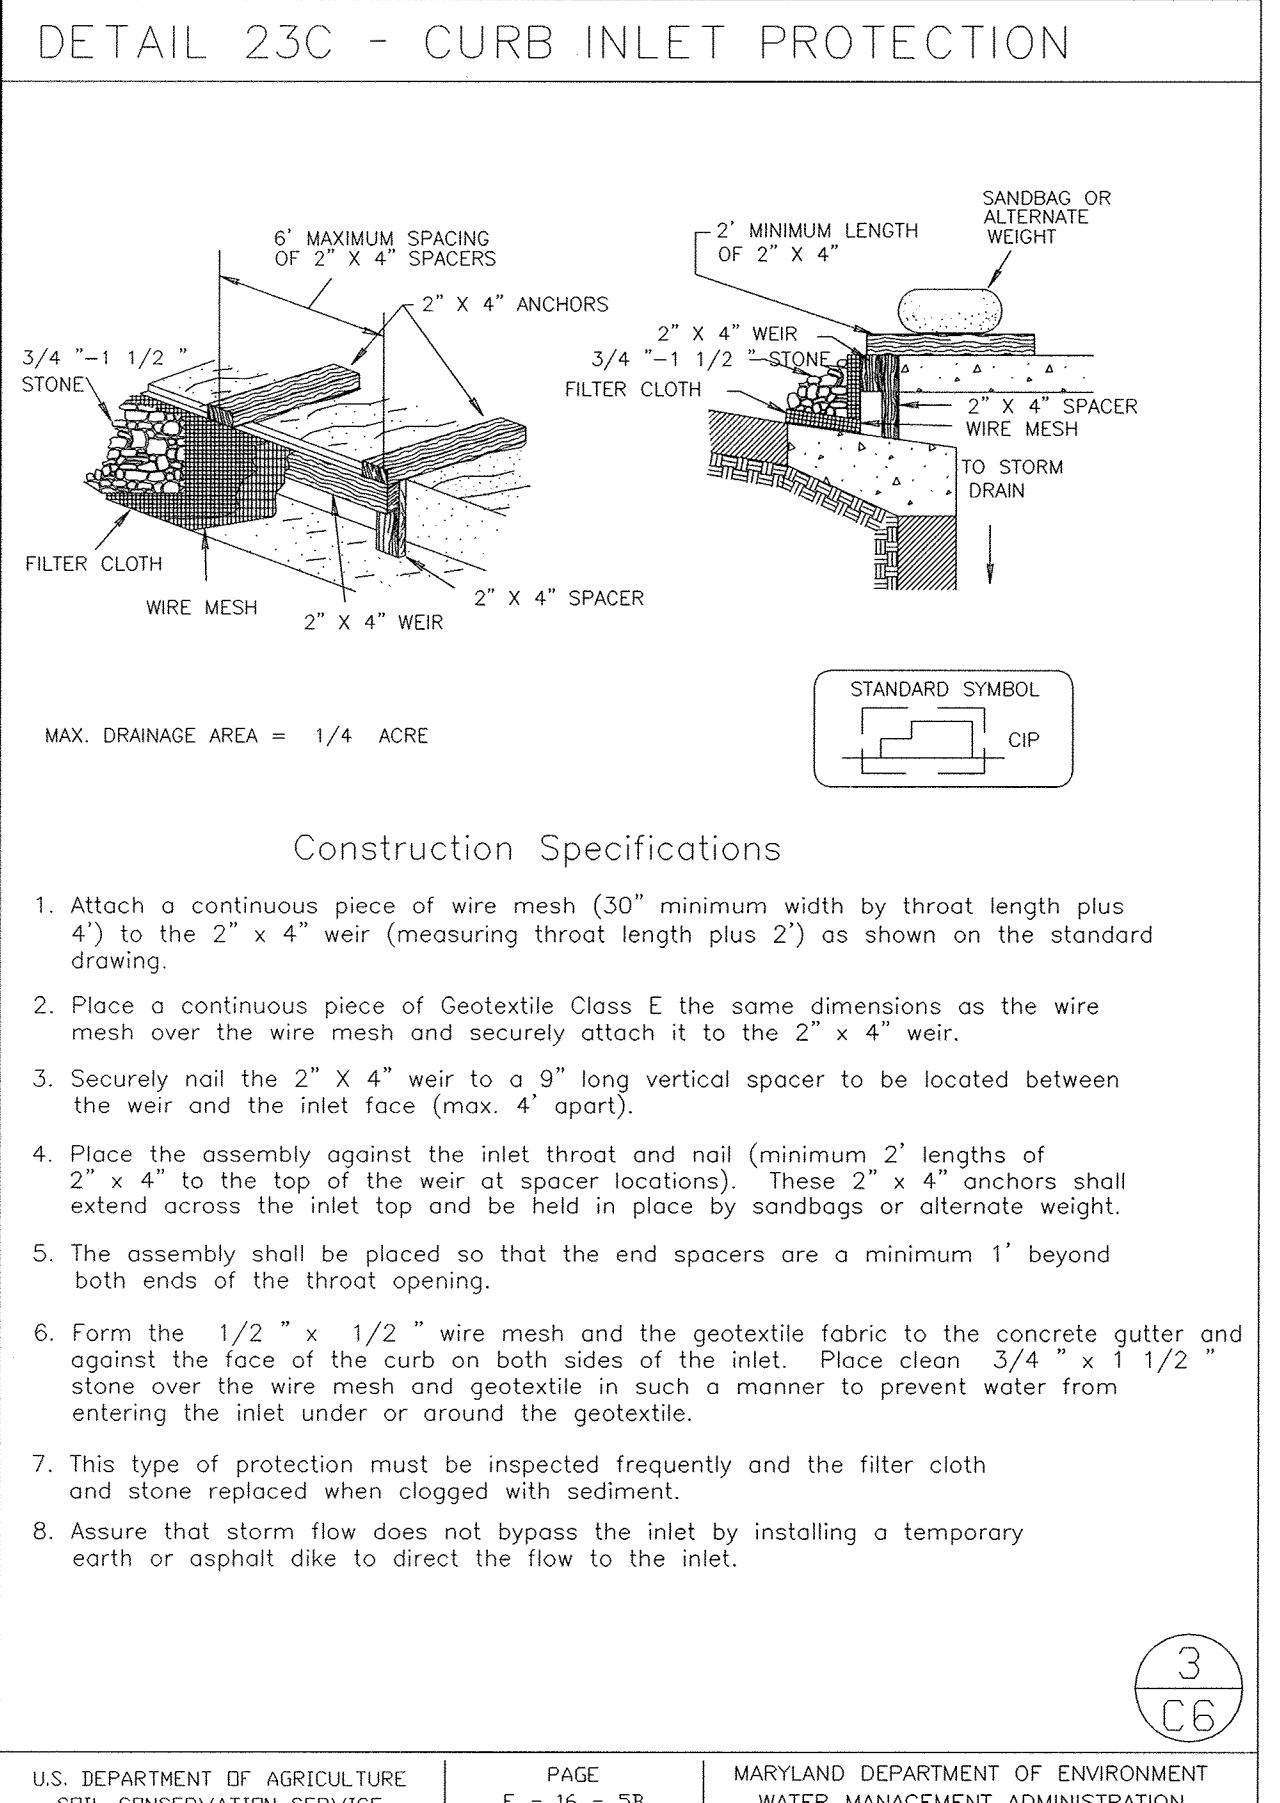 DETAIL 23C - CURB INLET PROTECTION
6' MAXIMUM SPACING
OF 2" X 4" SPACERS
2" X 4" ANCHORS
3/4 "-1 1/2 "
STONE
FILTER CLOTH
WIRE MESH
2" X 4" WEIR
2" X 4" SPACER
SANDBAG OR
ALTERNATE
WEIGHT
2' MINIMUM LENGTH
OF 2" X 4"
2" X 4" WEIR
3/4 "-1 1/2 " STONE
FILTER CLOTH
2" X 4" SPACER
WIRE MESH
TO STORM
DRAIN
STANDARD SYMBOL
CIP
MAX. DRAINAGE AREA = 1/4 ACRE
Construction Specifications
1. Attach a continuous piece of wire mesh (30" minimum width by throat length plus
4') to the 2" x 4" weir (measuring throat length plus 2') as shown on the standard
drawing.
2. Place a continuous piece of Geotextile Class E the same dimensions as the wire
mesh over the wire mesh and securely attach it to the 2" x 4" weir.
3. Securely nail the 2" X 4" weir to a 9" long vertical spacer to be located between
the weir and the inlet face (max. 4' apart).
4. Place the assembly against the inlet throat and nail (minimum 2' lengths of
2" x 4" to the top of the weir at spacer locations). These 2" x 4" anchors shall
extend across the inlet top and be held in place by sandbags or alternate weight.
5. The assembly shall be placed so that the end spacers are a minimum 1' beyond
both ends of the throat opening.
6. Form the 1/2 " x 1/2 " wire mesh and the geotextile fabric to the concrete gutter and
against the face of the curb on both sides of the inlet. Place clean 3/4 " x 1 1/2 "
stone over the wire mesh and geotextile in such a manner to prevent water from
entering the inlet under or around the geotextile.
7. This type of protection must be inspected frequently and the filter cloth
and stone replaced when clogged with sediment.
8. Assure that storm flow does not bypass the inlet by installing a temporary
earth or asphalt dike to direct the flow to the inlet.
3
C6
U.S. DEPARTMENT OF AGRICULTURE
SOIL CONSERVATION SERVICE
PAGE
E - 16 - 5B
MARYLAND DEPARTMENT OF ENVIRONMENT
WATER MANAGEMENT ADMINISTRATION